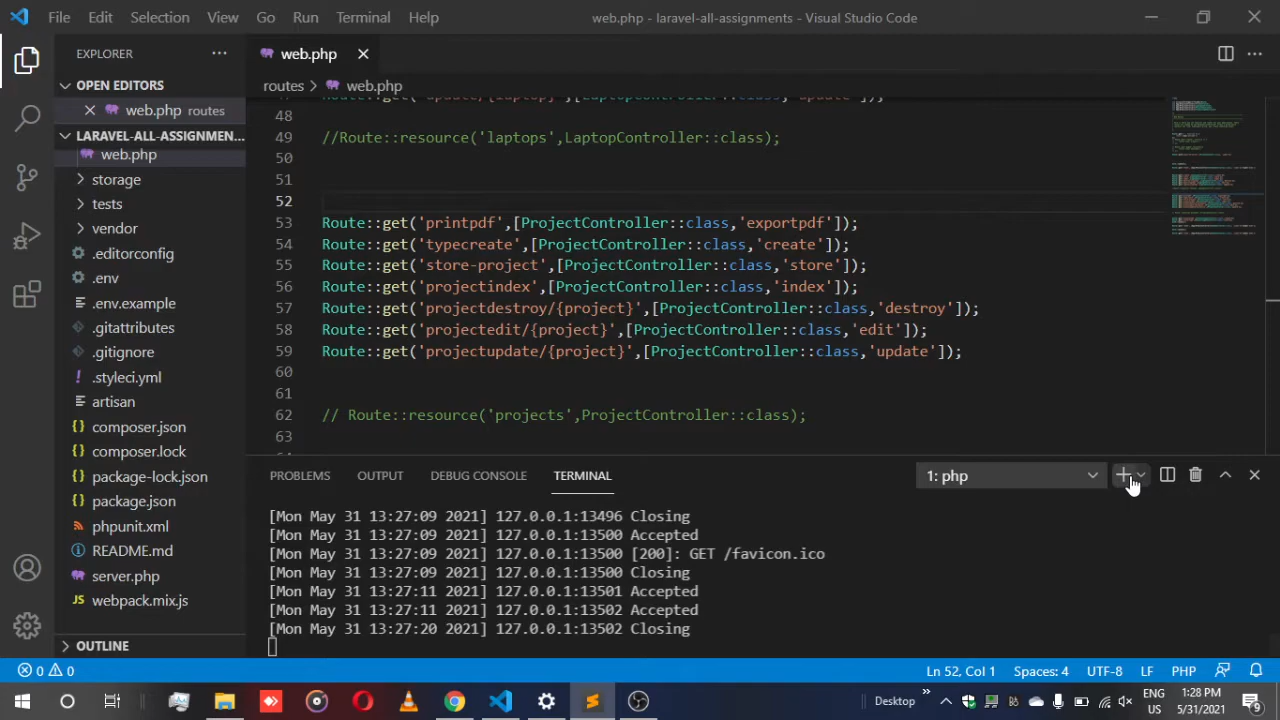 File Edit Selection View Go Run Terminal Help
web.php - laravel-all-assignments - Visual Studio Code
EXPLORER
web.php
OPEN EDITORS
web.php routes
LARAVEL-ALL-ASSIGNMEN...
web.php
storage
tests
vendor
.editorconfig
.env
.env.example
.gitattributes
.gitignore
.styleci.yml
artisan
composer.json
composer.lock
package-lock.json
package.json
phpunit.xml
README.md
server.php
webpack.mix.js
OUTLINE
routes > web.php
48
49 //Route::resource('laptops',LaptopController::class);
50
51
52
53 Route::get('printpdf',[ProjectController::class,'exportpdf']);
54 Route::get('typecreate',[ProjectController::class,'create']);
55 Route::get('store-project',[ProjectController::class,'store']);
56 Route::get('projectindex',[ProjectController::class,'index']);
57 Route::get('projectdestroy/{project}',[ProjectController::class,'destroy']);
58 Route::get('projectedit/{project}',[ProjectController::class,'edit']);
59 Route::get('projectupdate/{project}',[ProjectController::class,'update']);
60
61
62 // Route::resource('projects',ProjectController::class);
63
PROBLEMS OUTPUT DEBUG CONSOLE TERMINAL 1: php
[Mon May 31 13:27:09 2021] 127.0.0.1:13496 Closing
[Mon May 31 13:27:09 2021] 127.0.0.1:13500 Accepted
[Mon May 31 13:27:09 2021] 127.0.0.1:13500 [200]: GET /favicon.ico
[Mon May 31 13:27:09 2021] 127.0.0.1:13500 Closing
[Mon May 31 13:27:11 2021] 127.0.0.1:13501 Accepted
[Mon May 31 13:27:11 2021] 127.0.0.1:13502 Accepted
[Mon May 31 13:27:20 2021] 127.0.0.1:13502 Closing
0 0 Ln 52, Col 1 Spaces: 4 UTF-8 LF PHP
Desktop
ENG
US
1:28 PM
5/31/2021
9